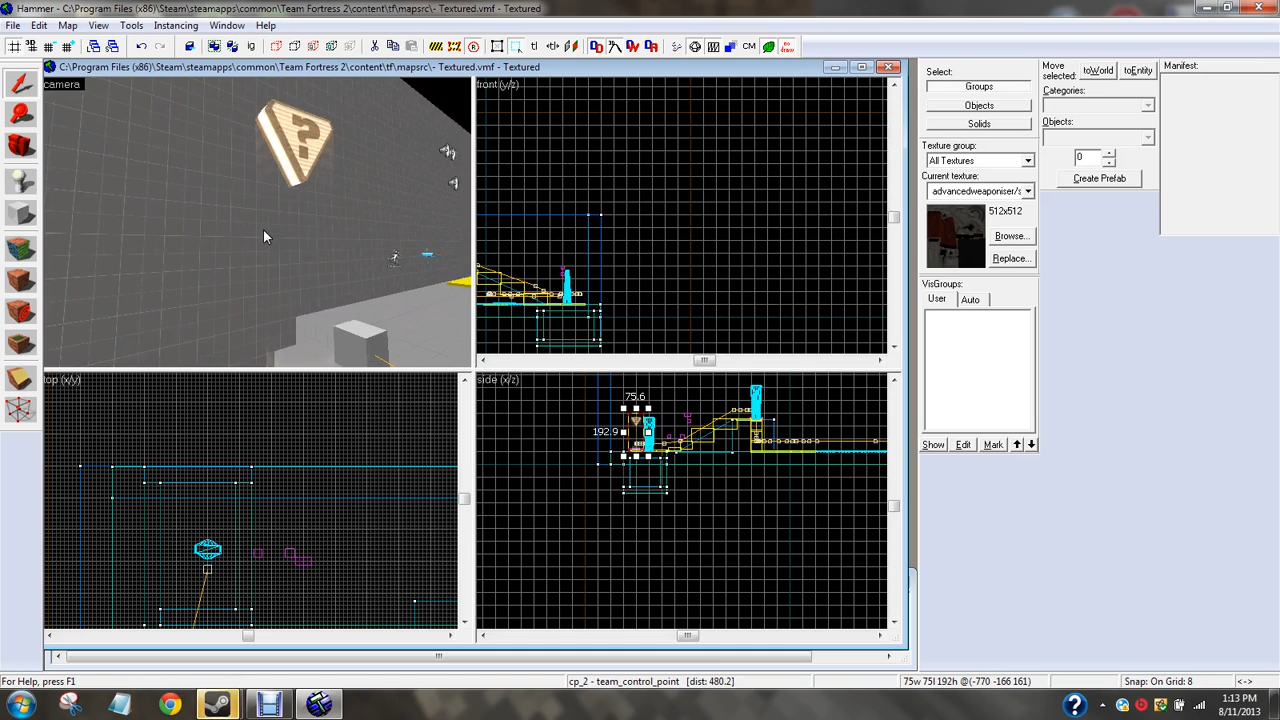 Hammer - C:\Program Files (x86)\Steam\steamapps\common\Team Fortress 2\content\tf\mapsrc\- Textured.vmf - Textured
File Edit Map View Tools Instancing Window Help
C:\Program Files (x86)\Steam\steamapps\common\Team Fortress 2\content\tf\mapsrc\- Textured.vmf - Textured
camera
front (y/z)
top (x/y)
side (x/z)
75.6
192.9
?
CM
Select:
Groups
Objects
Solids
Texture group:
All Textures
Current texture:
advancedweaponiser/s
512x512
Browse...
Replace...
VisGroups:
User Auto
Show Edit Mark
Move selected:
toWorld toEntity
Categories:
Objects:
0
Create Prefab
Manifest:
For Help, press F1
cp_2 - team_control_point [dist: 480.2]
75w 75l 192h @(-770 -166 161)
Snap: On Grid: 8
<->
1:13 PM
8/11/2013